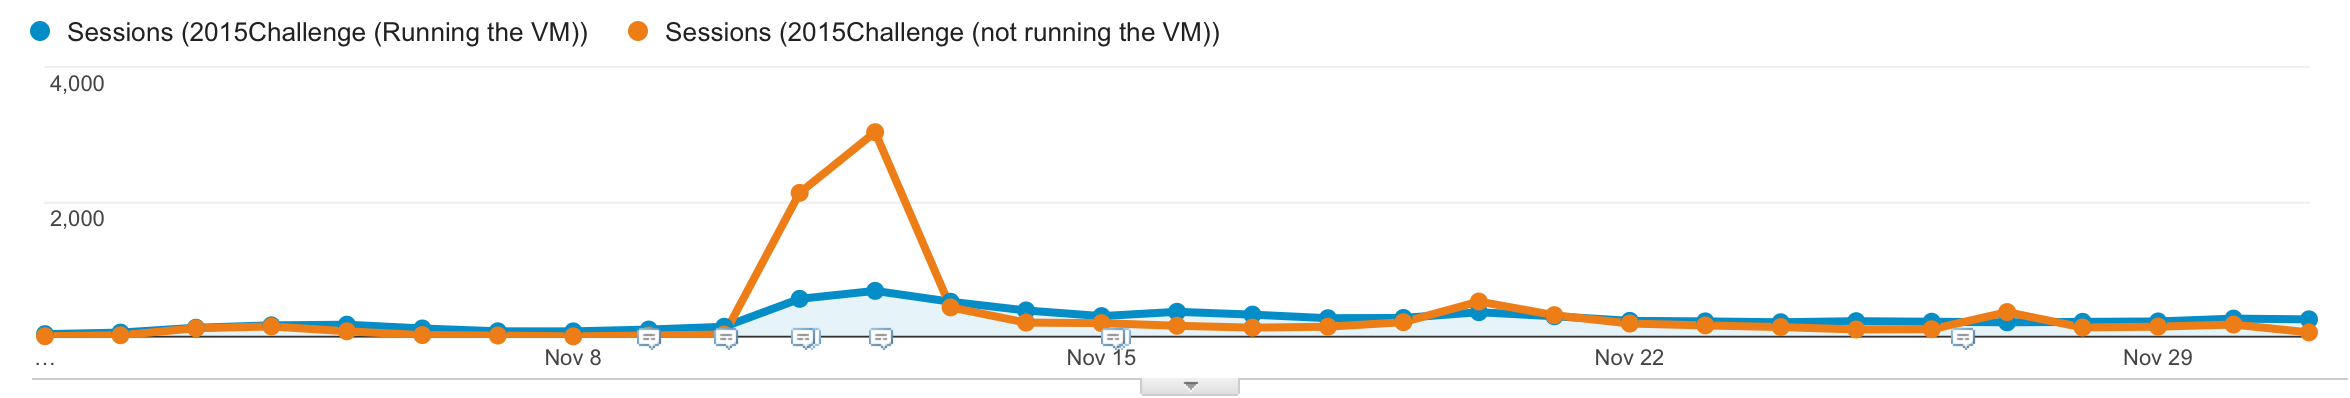 Sessions (2015Challenge (Running the VM)) Sessions (2015Challenge (not running the VM))
4,000
2,000
... Nov 8 Nov 15 Nov 22 Nov 29